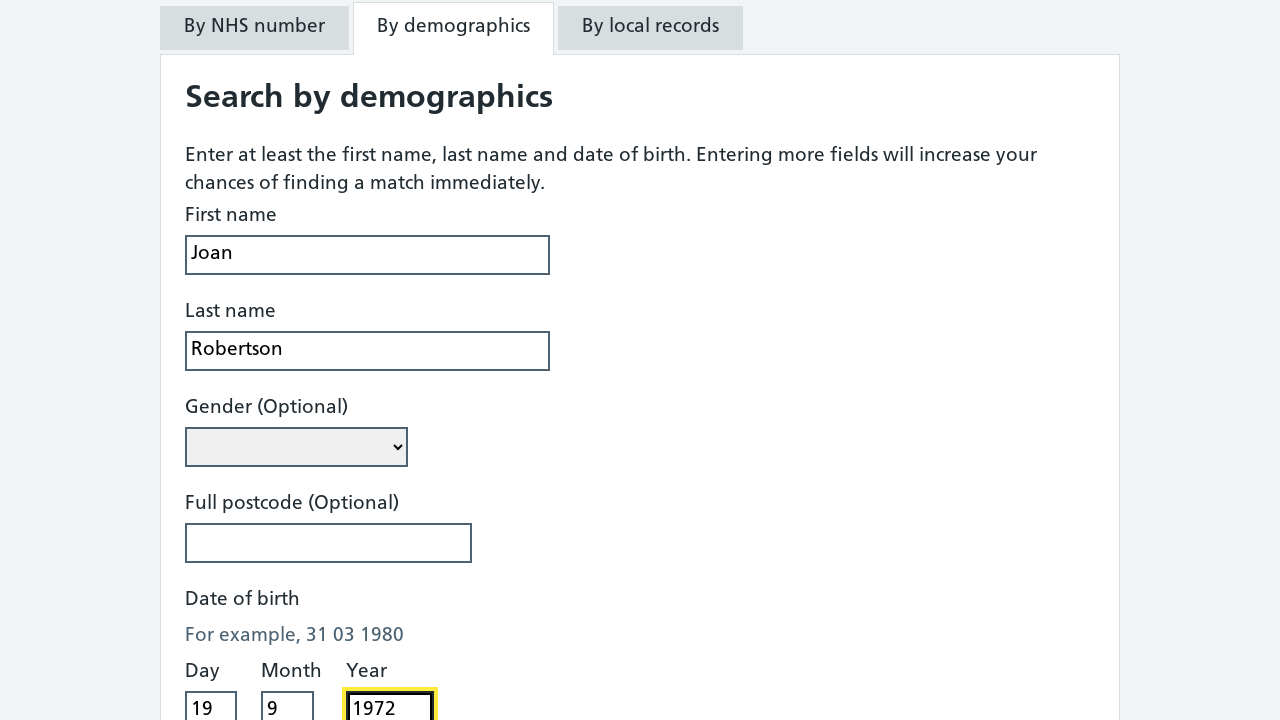 By NHS number
By demographics
By local records
Search by demographics
Enter at least the first name, last name and date of birth. Entering more fields will increase your
chances of finding a match immediately.
First name
Joan
Last name
Robertson
Gender (Optional)
Full postcode (Optional)
Date of birth
For example, 31 03 1980
Day Month Year
19 9 1972